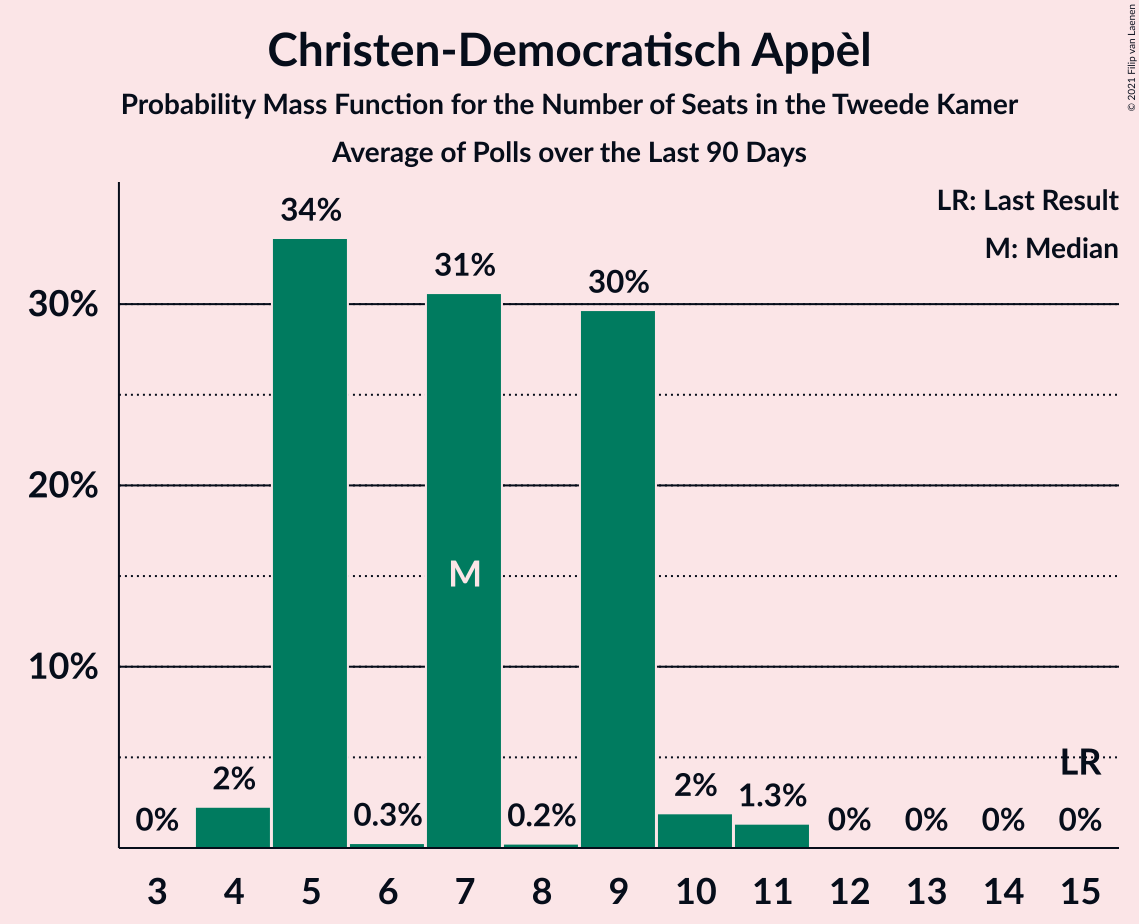 Christen-Democratisch Appèl
Probability Mass Function for the Number of Seats in the Tweede Kamer
Average of Polls over the Last 90 Days
© 2021 Filip van Laenen
LR: Last Result
M: Median
34%
31%
30%
30%
20%
M
10%
LR
0%
2%
0.3%
0.2%
2%
1.3%
0%
0%
0%
0%
3 4 5 6 7 8 9 10 11 12 13 14 15